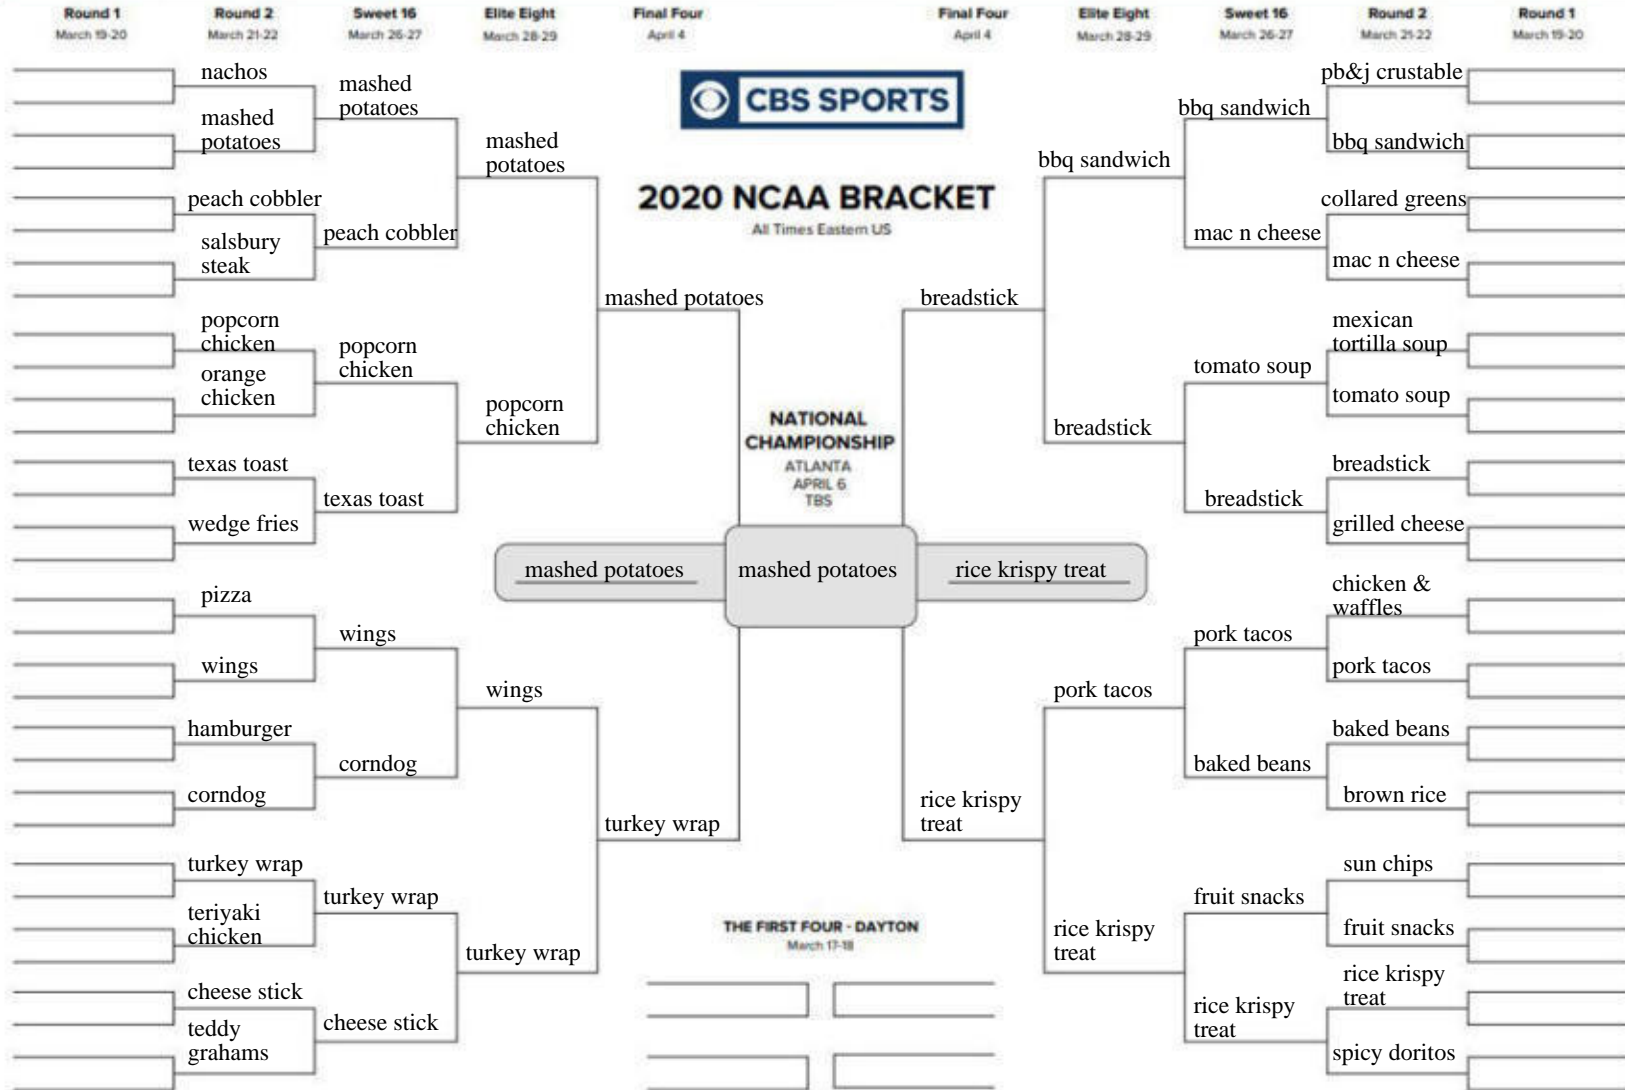 Round 1
March 19-20
Round 2
March 21-22
Sweet 16
March 26-27
Elite Eight
March 28-29
Final Four
April 4
Final Four
April 4
Elite Eight
March 28-29
Sweet 16
March 26-27
Round 2
March 21-22
Round 1
March 19-20
nachos
mashed
potatoes
peach cobbler
salsbury
steak
popcorn
chicken
orange
chicken
texas toast
wedge fries
pizza
wings
hamburger
corndog
turkey wrap
teriyaki
chicken
cheese stick
teddy
grahams
mashed
potatoes
peach cobbler
popcorn
chicken
texas toast
wings
corndog
turkey wrap
cheese stick
mashed
potatoes
popcorn
chicken
wings
turkey wrap
mashed potatoes
turkey wrap
CBS SPORTS
2020 NCAA BRACKET
All Times Eastern US
NATIONAL
CHAMPIONSHIP
ATLANTA
APRIL 6
TBS
mashed potatoes
mashed potatoes
rice krispy treat
THE FIRST FOUR - DAYTON
March 17-18
breadstick
rice krispy
treat
bbq sandwich
breadstick
pork tacos
rice krispy
treat
bbq sandwich
mac n cheese
tomato soup
breadstick
pork tacos
baked beans
fruit snacks
rice krispy
treat
pb&j crustable
bbq sandwich
collared greens
mac n cheese
mexican
tortilla soup
tomato soup
breadstick
grilled cheese
chicken &
waffles
pork tacos
baked beans
brown rice
sun chips
fruit snacks
rice krispy
treat
spicy doritos